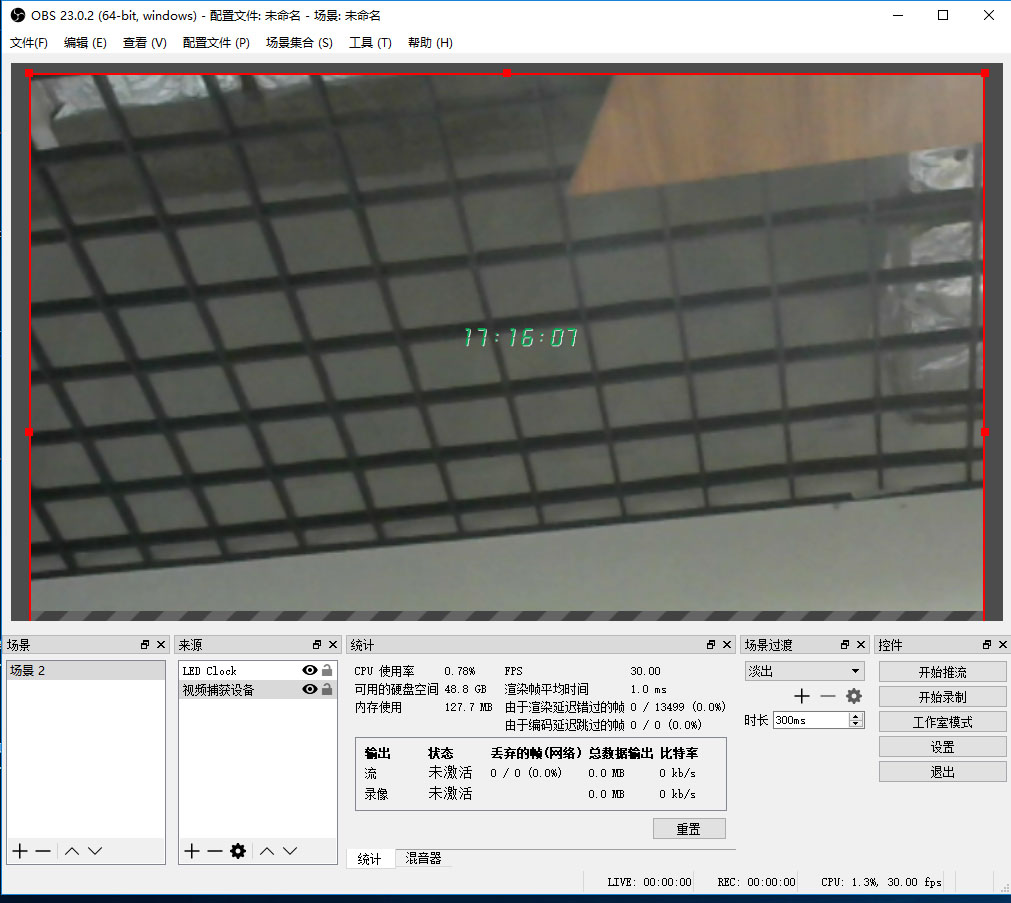 OBS 23.0.2 (64-bit, windows) - 配置文件: 未命名 - 场景: 未命名
文件(F) 编辑 (E) 查看 (V) 配置文件 (P) 场景集合 (S) 工具 (T) 帮助 (H)
17:16:07
场景
场景 2
来源
LED Clock
视频捕获设备
统计
CPU 使用率 0.78% FPS 30.00
可用的硬盘空间 48.8 GB 渲染帧平均时间 1.0 ms
内存使用 127.7 MB 由于渲染延迟错过的帧 0 / 13499 (0.0%)
由于编码延迟跳过的帧 0 / 0 (0.0%)
输出 状态 丢弃的帧(网络) 总数据输出 比特率
流 未激活 0 / 0 (0.0%) 0.0 MB 0 kb/s
录像 未激活 0.0 MB 0 kb/s
重置
统计 混音器
场景过渡
淡出
时长 300ms
控件
开始推流
开始录制
工作室模式
设置
退出
LIVE: 00:00:00 REC: 00:00:00 CPU: 1.3%, 30.00 fps